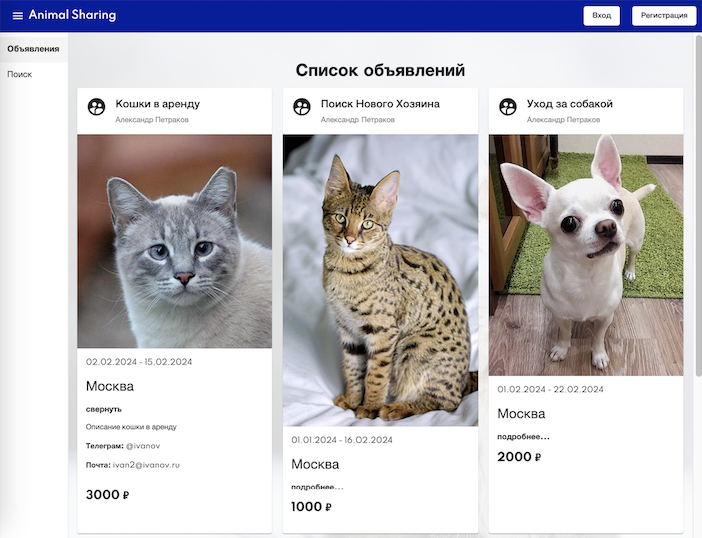 Animal Sharing
Вход
Регистрация
Объявления
Поиск
Список объявлений
Кошки в аренду
Александр Петраков
02.02.2024 - 15.02.2024
Москва
свернуть
Описание кошки в аренду
Телеграм: @ivanov
Почта: ivan2@ivanov.ru
3000 ₽
Поиск Нового Хозяина
Александр Петраков
01.01.2024 - 16.02.2024
Москва
подробнее...
1000 ₽
Уход за собакой
Александр Петраков
01.02.2024 - 22.02.2024
Москва
подробнее...
2000 ₽